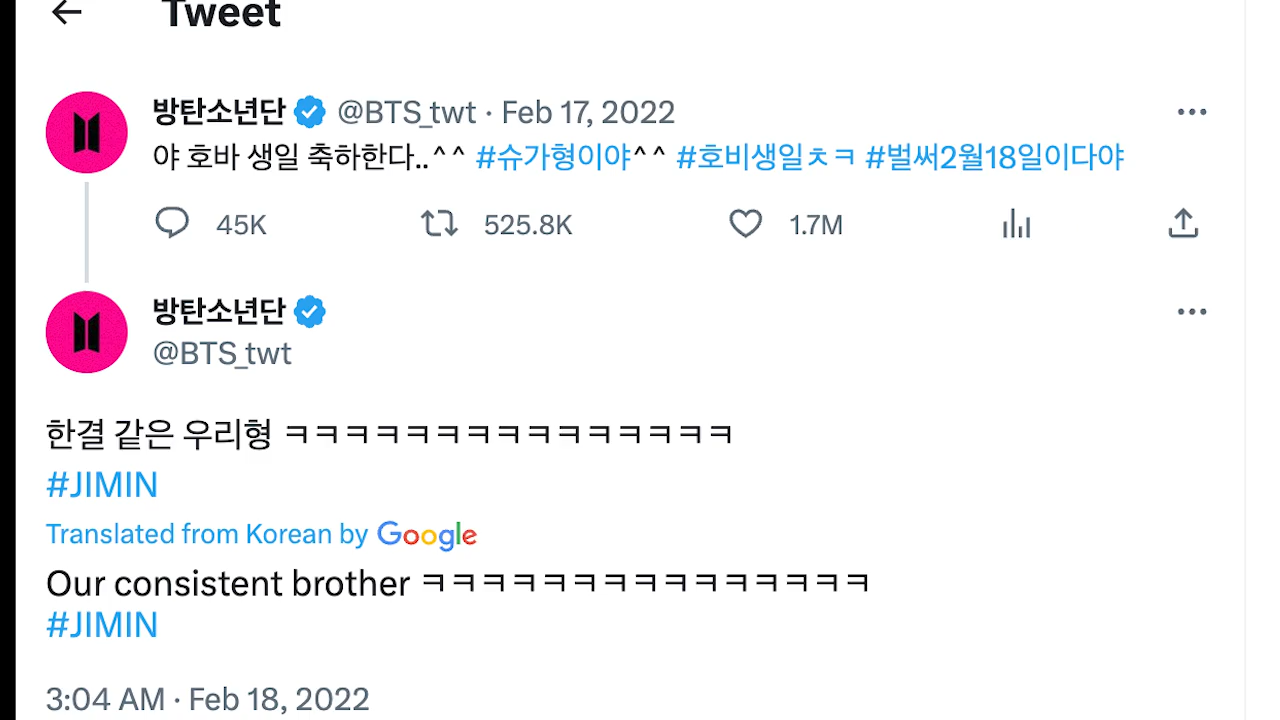 Tweet
방탄소년단 @BTS_twt · Feb 17, 2022
야 호바 생일 축하한다..^^ #슈가형이야^^ #호비생일ㅊㅋ #벌써2월18일이다야
45K 525.8K 1.7M
방탄소년단
@BTS_twt
한결 같은 우리형 ㅋㅋㅋㅋㅋㅋㅋㅋㅋㅋㅋㅋㅋㅋㅋ
#JIMIN
Translated from Korean by Google
Our consistent brother ㅋㅋㅋㅋㅋㅋㅋㅋㅋㅋㅋㅋㅋㅋㅋ
#JIMIN
3:04 AM · Feb 18, 2022